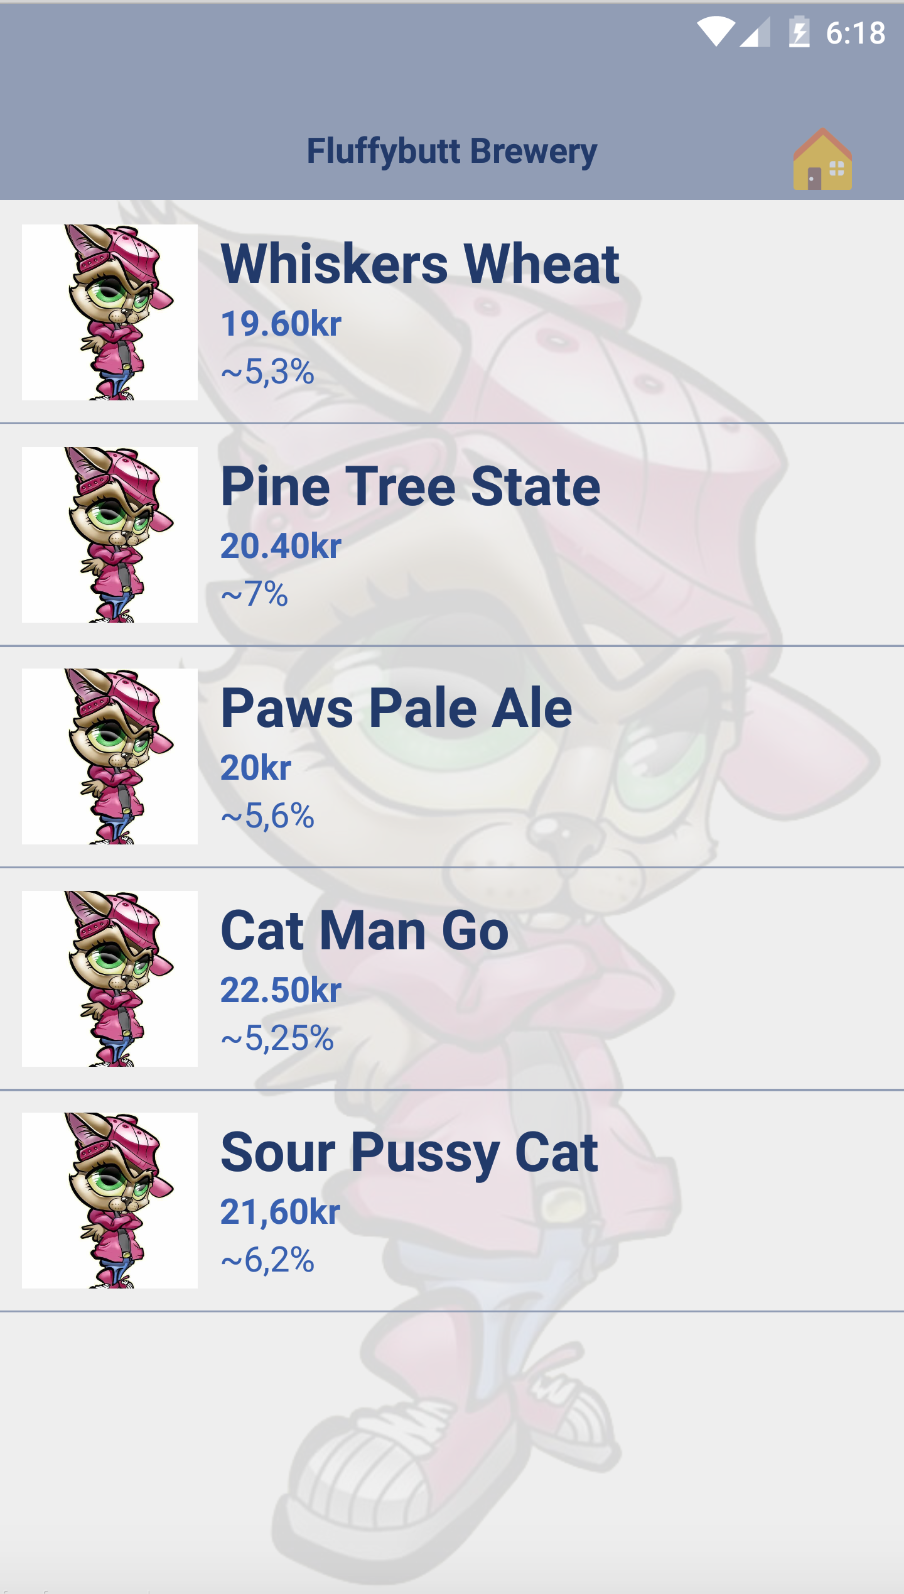 6:18
Fluffybutt Brewery
Whiskers Wheat
19.60kr
~5,3%
Pine Tree State
20.40kr
~7%
Paws Pale Ale
20kr
~5,6%
Cat Man Go
22.50kr
~5,25%
Sour Pussy Cat
21,60kr
~6,2%